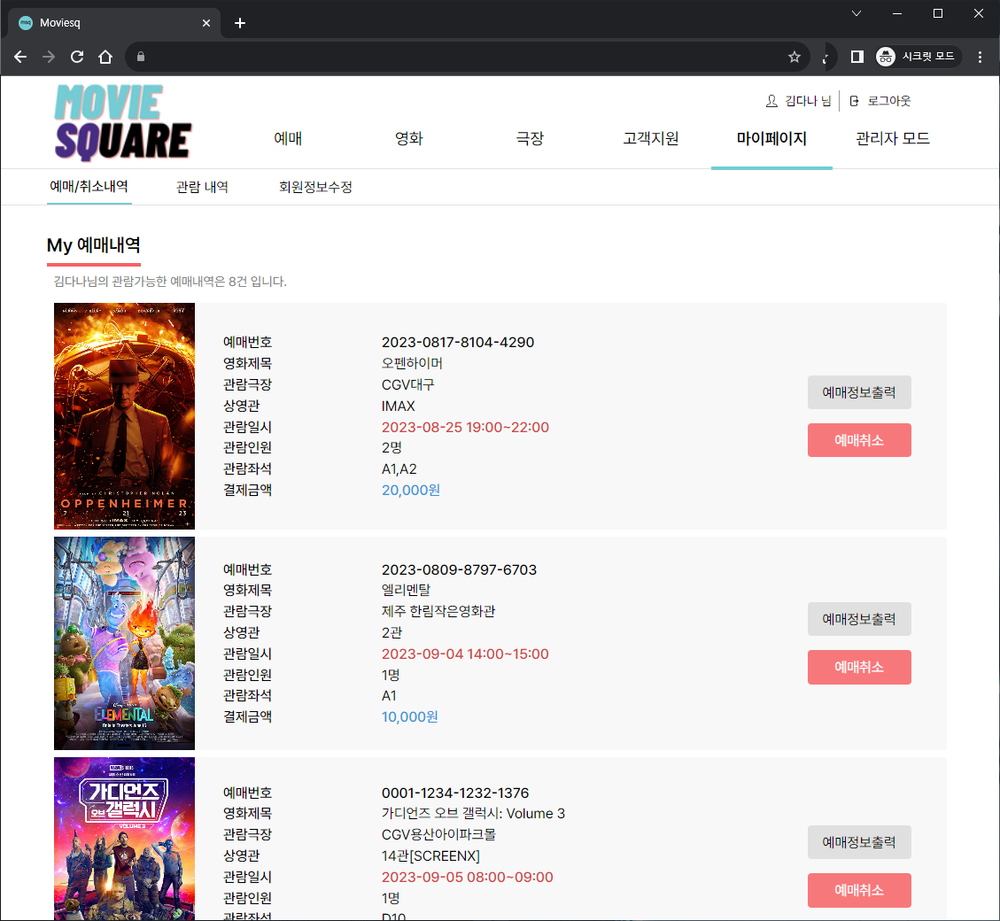 msq Moviesq
시크릿 모드
MOVIE
SQUARE
김다나 님 로그아웃
예매 영화 극장 고객지원 마이페이지 관리자 모드
예매/취소내역 관람 내역 회원정보수정
My 예매내역
김다나님의 관람가능한 예매내역은 8건 입니다.
예매번호 2023-0817-8104-4290
영화제목 오펜하이머
관람극장 CGV대구
상영관 IMAX
관람일시 2023-08-25 19:00~22:00
관람인원 2명
관람좌석 A1,A2
결제금액 20,000원
예매정보출력
예매취소
CHRISTOPHER NOLAN
OPPENHEIMER
7 21 23
예매번호 2023-0809-8797-6703
영화제목 엘리멘탈
관람극장 제주 한림작은영화관
상영관 2관
관람일시 2023-09-04 14:00~15:00
관람인원 1명
관람좌석 A1
결제금액 10,000원
예매정보출력
예매취소
ELEMENTAL
Only in Theaters June 16
가디언즈
오브 갤럭시
VOLUME 3
예매번호 0001-1234-1232-1376
영화제목 가디언즈 오브 갤럭시: Volume 3
관람극장 CGV용산아이파크몰
상영관 14관[SCREENX]
관람일시 2023-09-05 08:00~09:00
관람인원 1명
관람좌석 D10
예매정보출력
예매취소